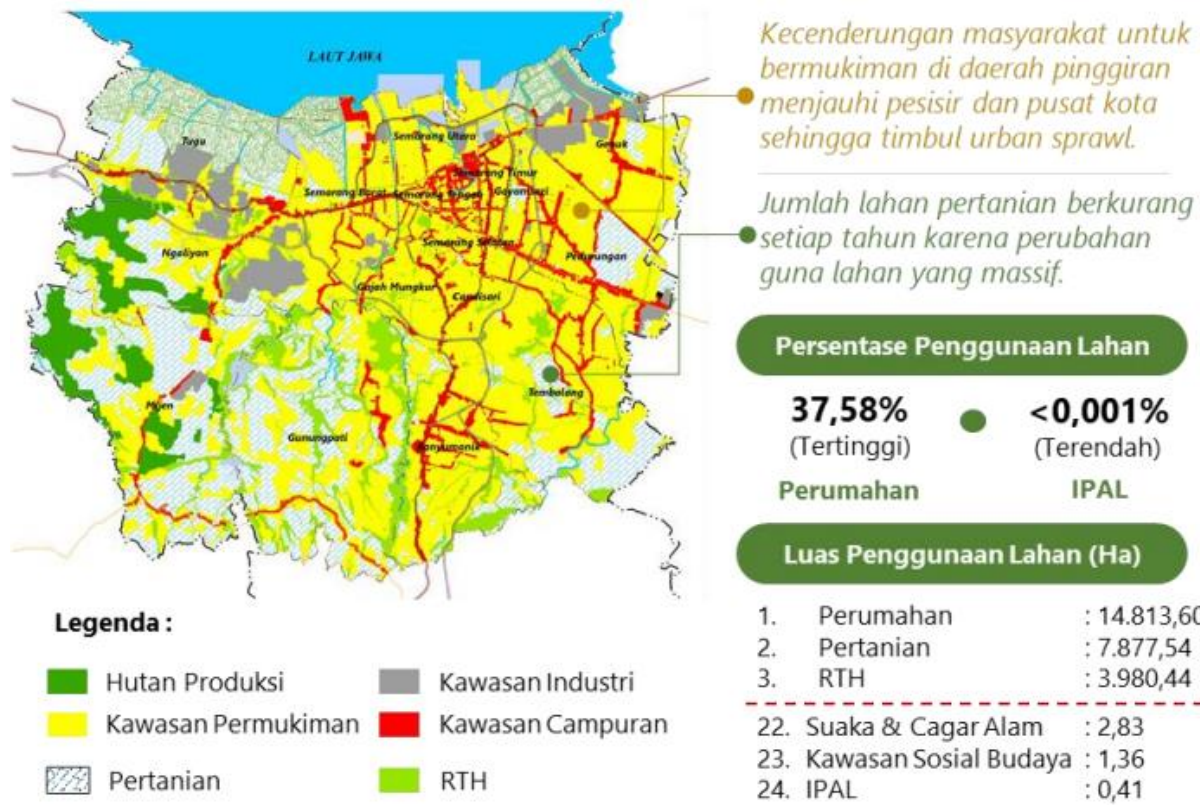 LAUT JAWA
Tugu
Semarang Utara
Genuk
Semarang Timur
Semarang Barat
Semarang Tengah
Gayamsari
Semarang Selatan
Ngaliyan
Pedurungan
Gajah Mungkur
Candisari
Mijen
Tembalang
Gunungpati
Banyumanik
Kecenderungan masyarakat untuk
bermukiman di daerah pinggiran
menjauhi pesisir dan pusat kota
sehingga timbul urban sprawl.
Jumlah lahan pertanian berkurang
setiap tahun karena perubahan
guna lahan yang massif.
Persentase Penggunaan Lahan
37,58% <0,001%
(Tertinggi) (Terendah)
Perumahan IPAL
Luas Penggunaan Lahan (Ha)
1. Perumahan : 14.813,60
2. Pertanian : 7.877,54
3. RTH : 3.980,44
22. Suaka & Cagar Alam : 2,83
23. Kawasan Sosial Budaya : 1,36
24. IPAL : 0,41
Legenda :
Hutan Produksi Kawasan Industri
Kawasan Permukiman Kawasan Campuran
Pertanian RTH